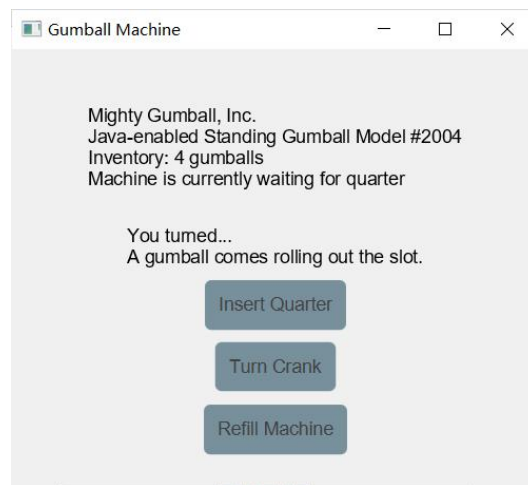 Gumball Machine
Mighty Gumball, Inc.
Java-enabled Standing Gumball Model #2004
Inventory: 4 gumballs
Machine is currently waiting for quarter
You turned...
A gumball comes rolling out the slot.
Insert Quarter
Turn Crank
Refill Machine